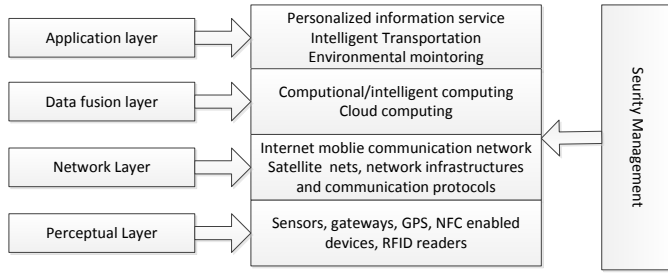 Application layer
Personalized information service
Intelligent Transportation
Environmental mointoring
Data fusion layer
Computional/intelligent computing
Cloud computing
Network Layer
Internet moblie communication network
Satellite nets, network infrastructures
and communication protocols
Perceptual Layer
Sensors, gateways, GPS, NFC enabled
devices, RFID readers
Seurity Management